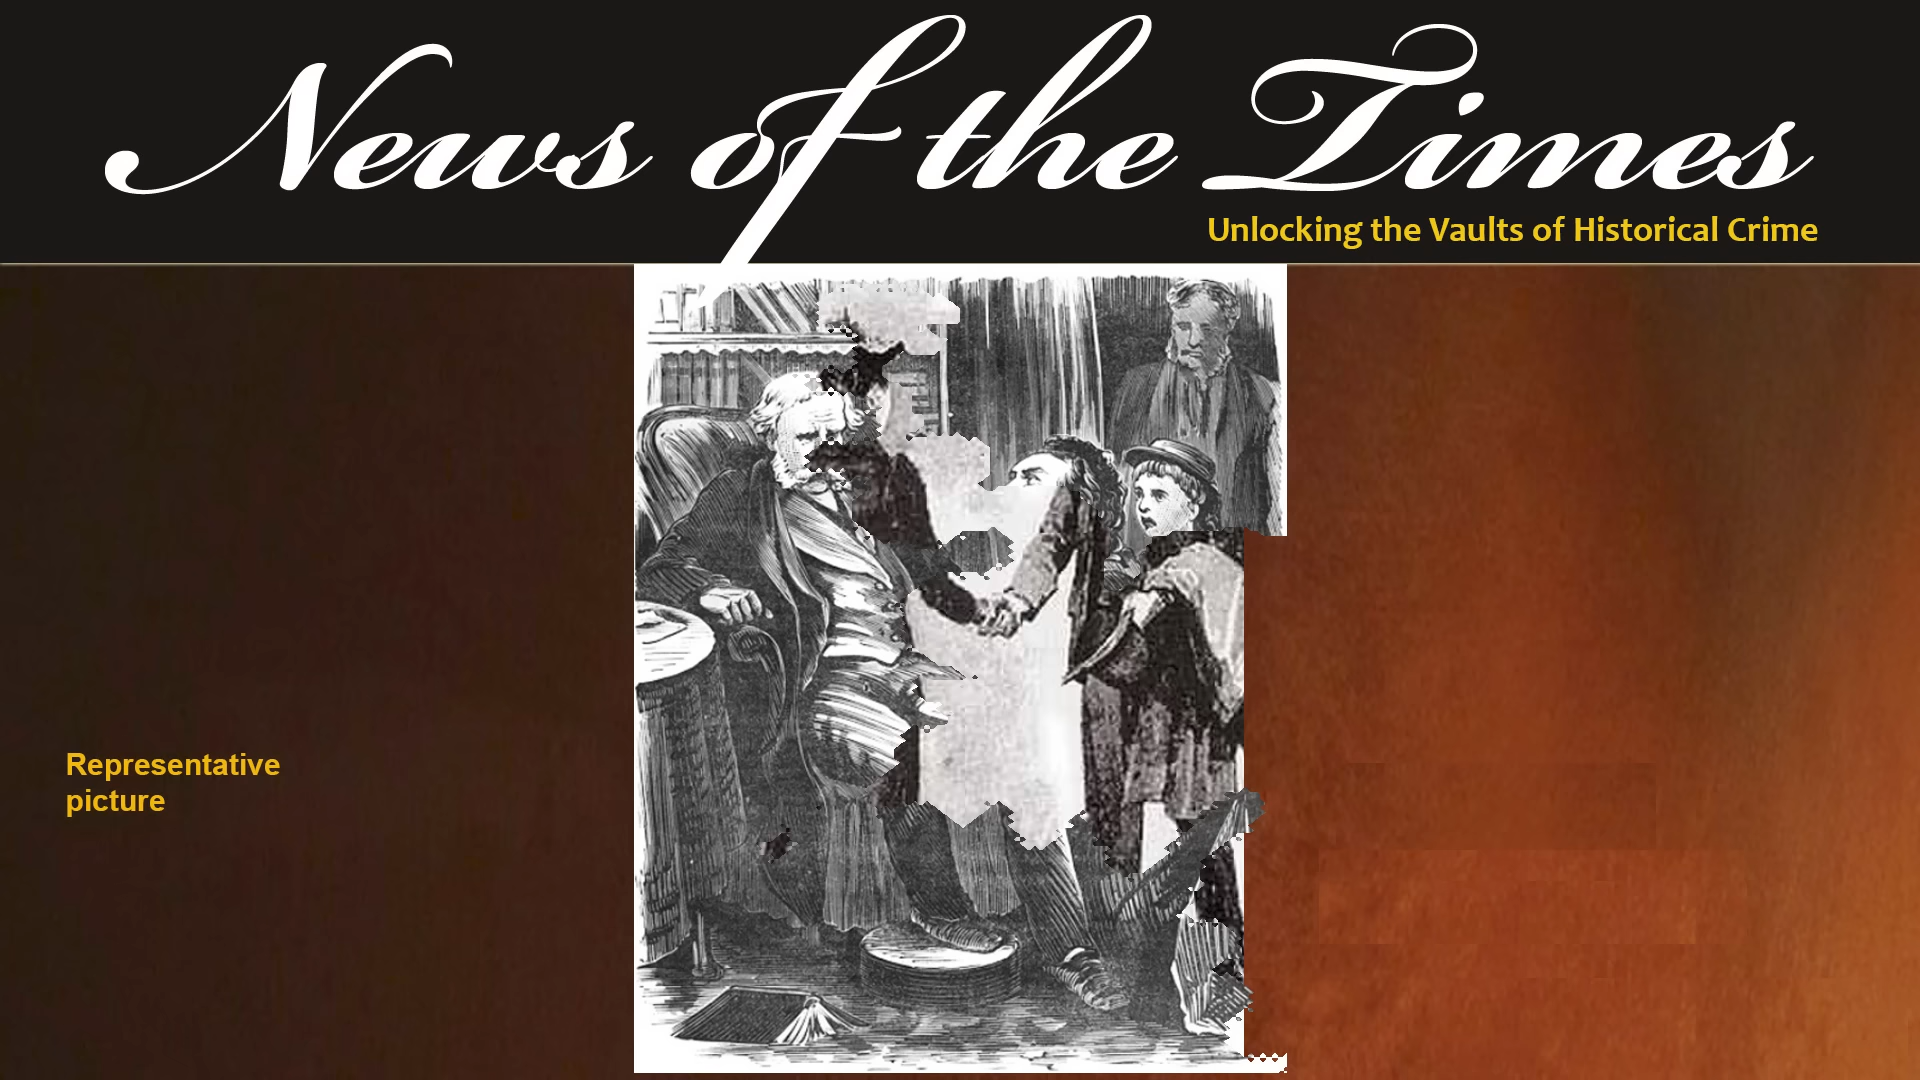 News of the Times
Unlocking the Vaults of Historical Crime
Representative
picture